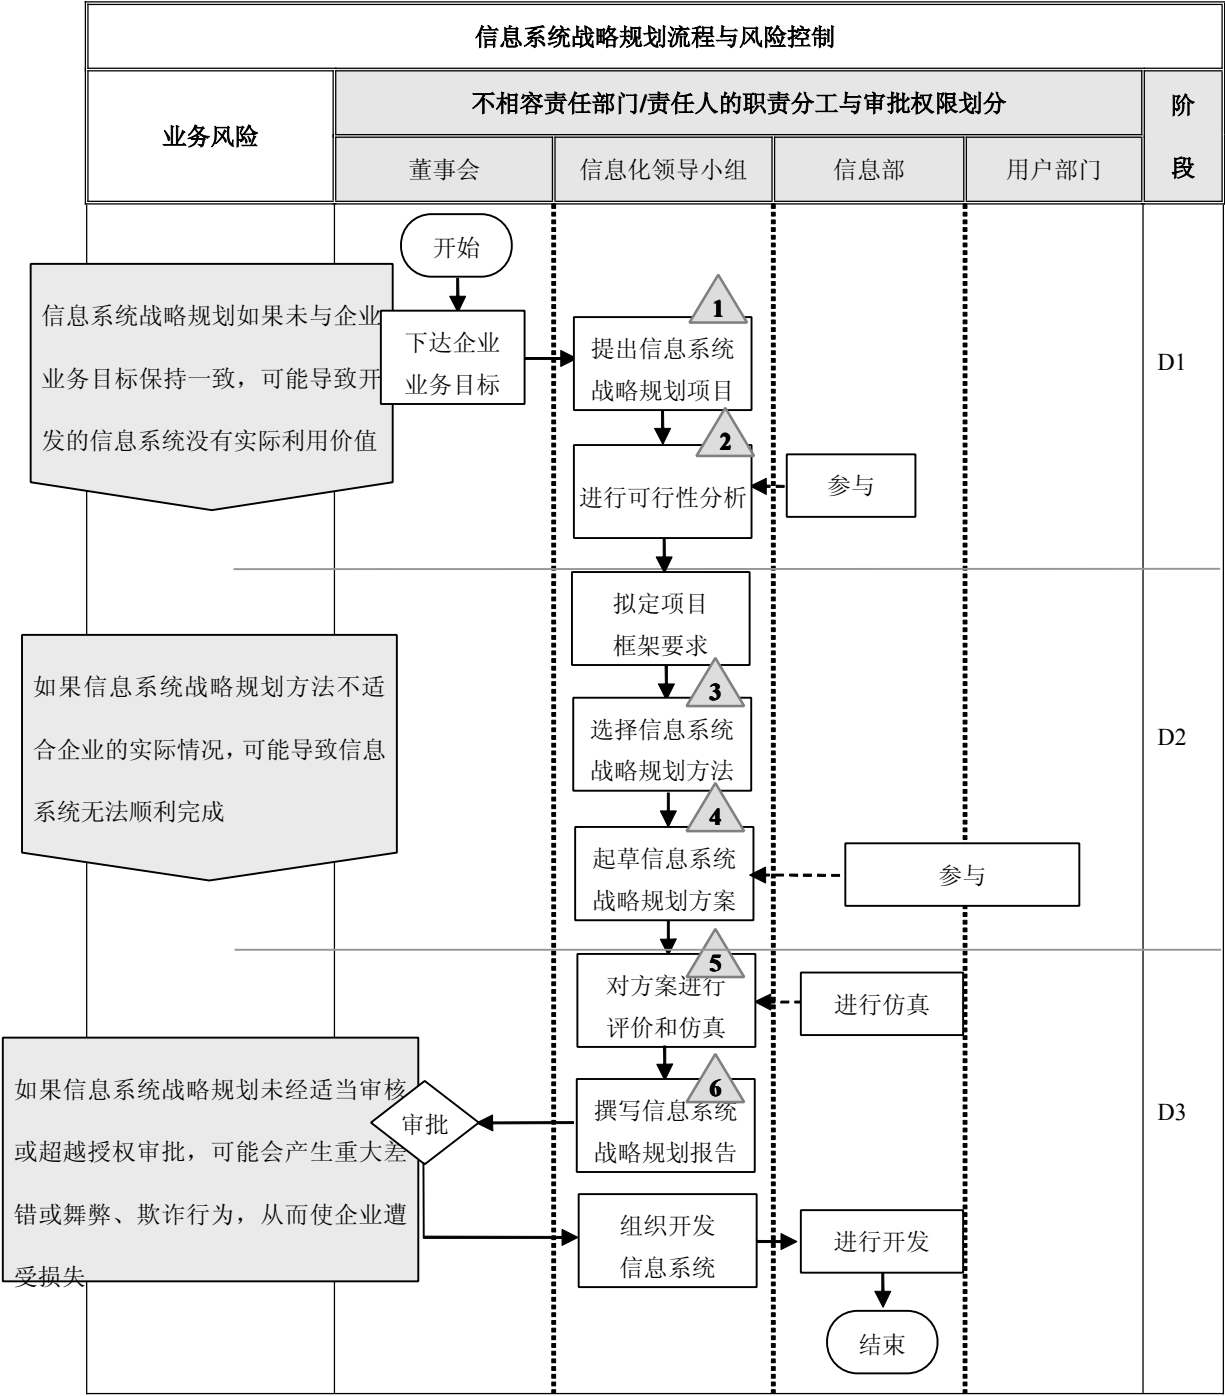 信息系统战略规划流程与风险控制
业务风险
不相容责任部门/责任人的职责分工与审批权限划分
阶
段
董事会
信息化领导小组
信息部
用户部门
开始
信息系统战略规划如果未与企业
业务目标保持一致，可能导致开
发的信息系统没有实际利用价值
下达企业
业务目标
1
提出信息系统
战略规划项目
D1
2
进行可行性分析
参与
拟定项目
框架要求
如果信息系统战略规划方法不适
合企业的实际情况，可能导致信息
系统无法顺利完成
3
选择信息系统
战略规划方法
D2
4
起草信息系统
战略规划方案
参与
5
对方案进行
评价和仿真
进行仿真
如果信息系统战略规划未经适当审核
或超越授权审批，可能会产生重大差
错或舞弊、欺诈行为，从而使企业遭
受损失
审批
6
撰写信息系统
战略规划报告
D3
组织开发
信息系统
进行开发
结束